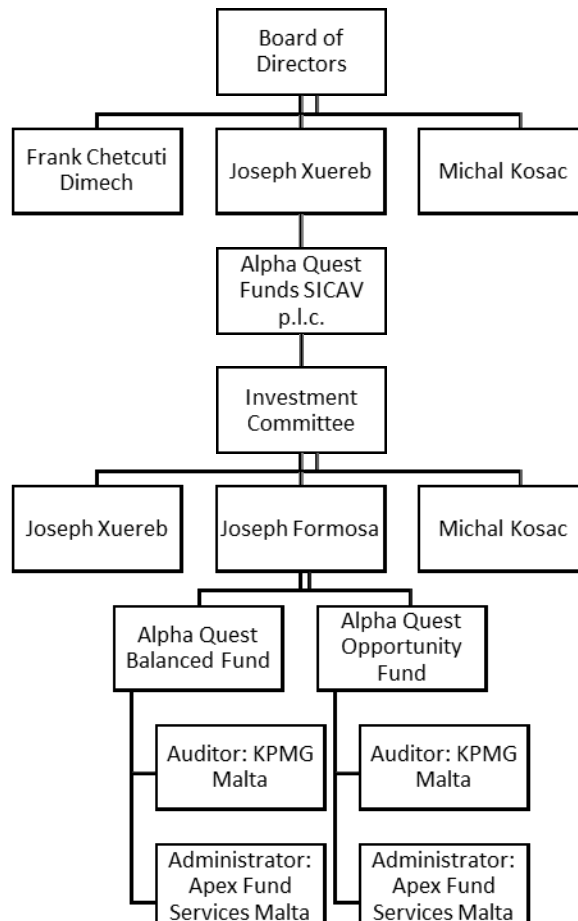 Board of
Directors
Frank Chetcuti
Dimech
Joseph Xuereb
Michal Kosac
Alpha Quest
Funds SICAV
p.l.c.
Investment
Committee
Joseph Xuereb
Joseph Formosa
Michal Kosac
Alpha Quest
Balanced Fund
Alpha Quest
Opportunity
Fund
Auditor: KPMG
Malta
Auditor: KPMG
Malta
Administrator:
Apex Fund
Services Malta
Administrator:
Apex Fund
Services Malta